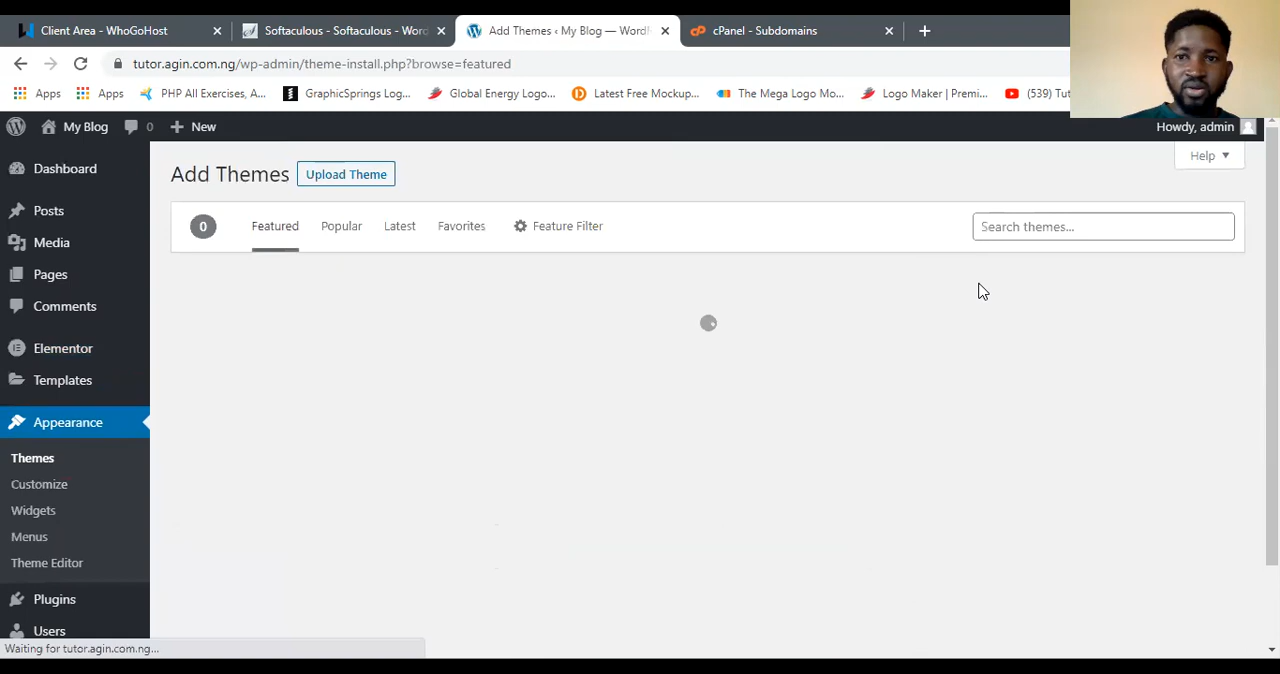 Client Area - WhoGoHost
Softaculous - Softaculous - Wor
Add Themes ‹ My Blog — Word
cPanel - Subdomains
tutor.agin.com.ng/wp-admin/theme-install.php?browse=featured
Apps
Apps
PHP All Exercises, A...
GraphicSprings Log...
Global Energy Logo...
Latest Free Mockup...
The Mega Logo Mo...
Logo Maker | Premi...
(539) Tut
My Blog
0
New
Howdy, admin
Dashboard
Posts
Media
Pages
Comments
Elementor
Templates
Appearance
Themes
Customize
Widgets
Menus
Theme Editor
Plugins
Users
Add Themes
Upload Theme
Help
0
Featured
Popular
Latest
Favorites
Feature Filter
Search themes...
Waiting for tutor.agin.com.ng...